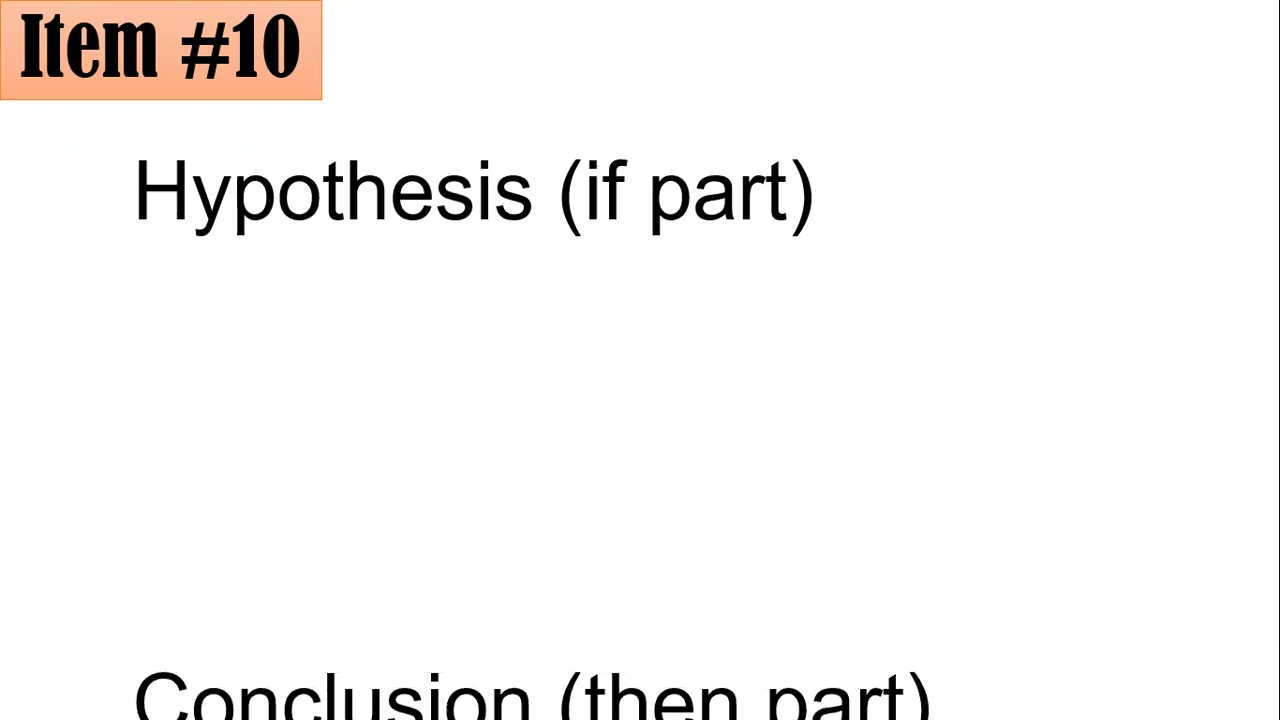 Item #10
Hypothesis (if part)
Conclusion (then part)